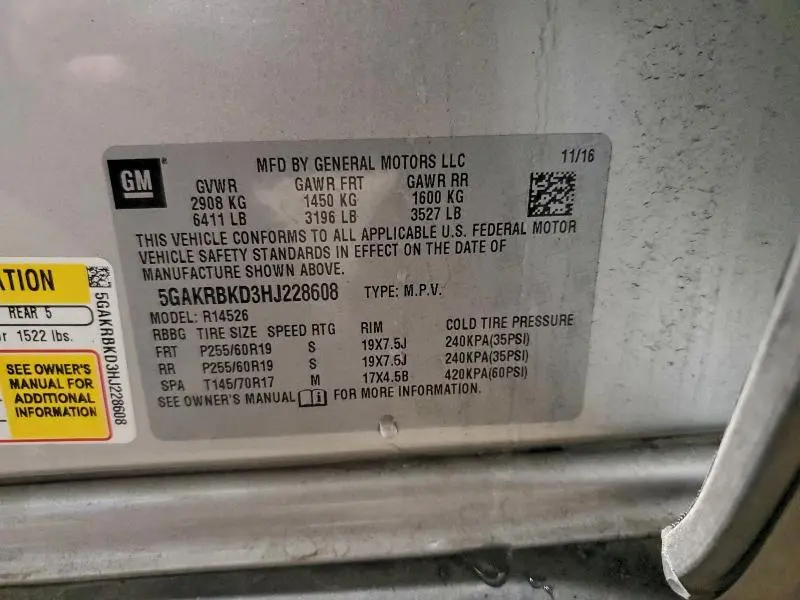 GM
MFD BY GENERAL MOTORS LLC 11/16
GVWR GAWR FRT GAWR RR
2908 KG 1450 KG 1600 KG
6411 LB 3196 LB 3527 LB
THIS VEHICLE CONFORMS TO ALL APPLICABLE U.S. FEDERAL MOTOR
VEHICLE SAFETY STANDARDS IN EFFECT ON THE DATE OF
MANUFACTURE SHOWN ABOVE.
5GAKRBKD3HJ228608 TYPE: M.P.V.
MODEL: R14526
RBBG TIRE SIZE SPEED RTG RIM COLD TIRE PRESSURE
FRT P255/60R19 S 19X7.5J 240KPA(35PSI)
RR P255/60R19 S 19X7.5J 240KPA(35PSI)
SPA T145/70R17 M 17X4.5B 420KPA(60PSI)
SEE OWNER'S MANUAL FOR MORE INFORMATION.
ATION
REAR 5
or 1522 lbs.
SEE OWNER'S
MANUAL FOR
ADDITIONAL
INFORMATION
5GAKRBKD3HJ228608